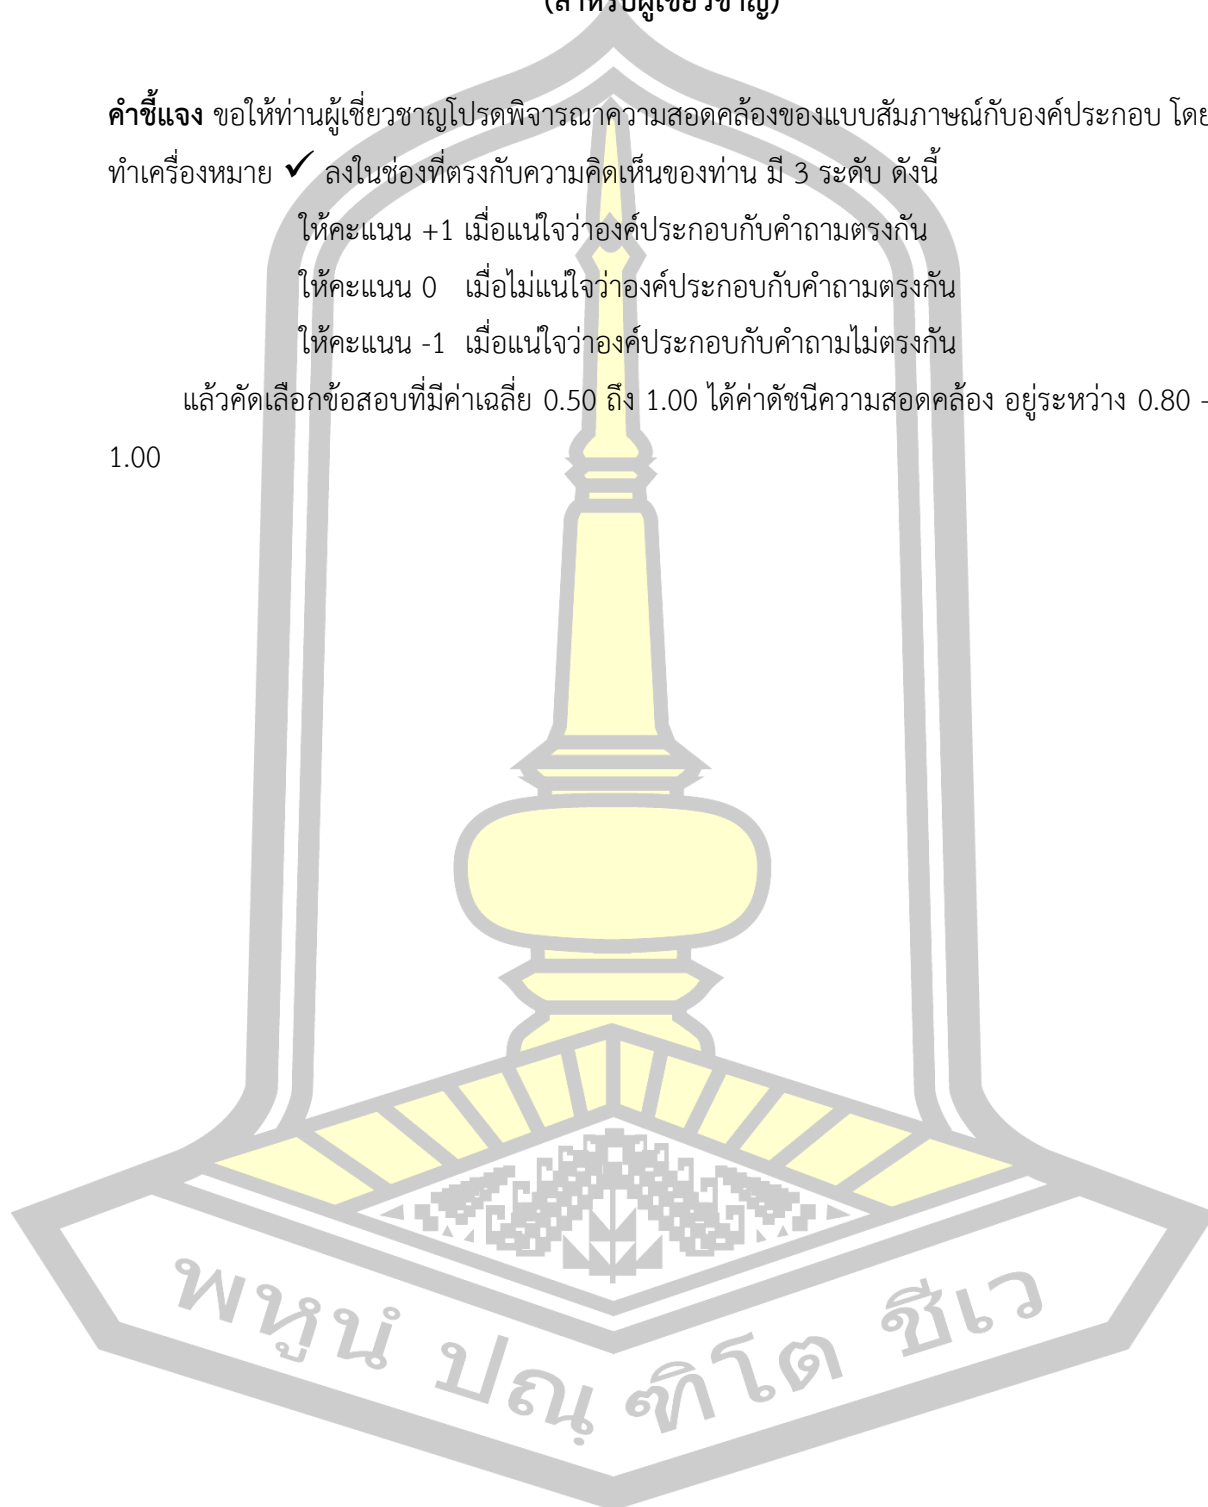 (สำหรับผู้เชี่ยวชาญ)
คำชี้แจง ขอให้ท่านผู้เชี่ยวชาญโปรดพิจารณาความสอดคล้องของแบบสัมภาษณ์กับองค์ประกอบ โดย
ทำเครื่องหมาย ✓ ลงในช่องที่ตรงกับความคิดเห็นของท่าน มี 3 ระดับ ดังนี้
ให้คะแนน +1 เมื่อแน่ใจว่าองค์ประกอบกับคำถามตรงกัน
ให้คะแนน 0 เมื่อไม่แน่ใจว่าองค์ประกอบกับคำถามตรงกัน
ให้คะแนน -1 เมื่อแน่ใจว่าองค์ประกอบกับคำถามไม่ตรงกัน
แล้วคัดเลือกข้อสอบที่มีค่าเฉลี่ย 0.50 ถึง 1.00 ได้ค่าดัชนีความสอดคล้อง อยู่ระหว่าง 0.80 -
1.00
พหูนํ ปณฺฑิโต ชีเว